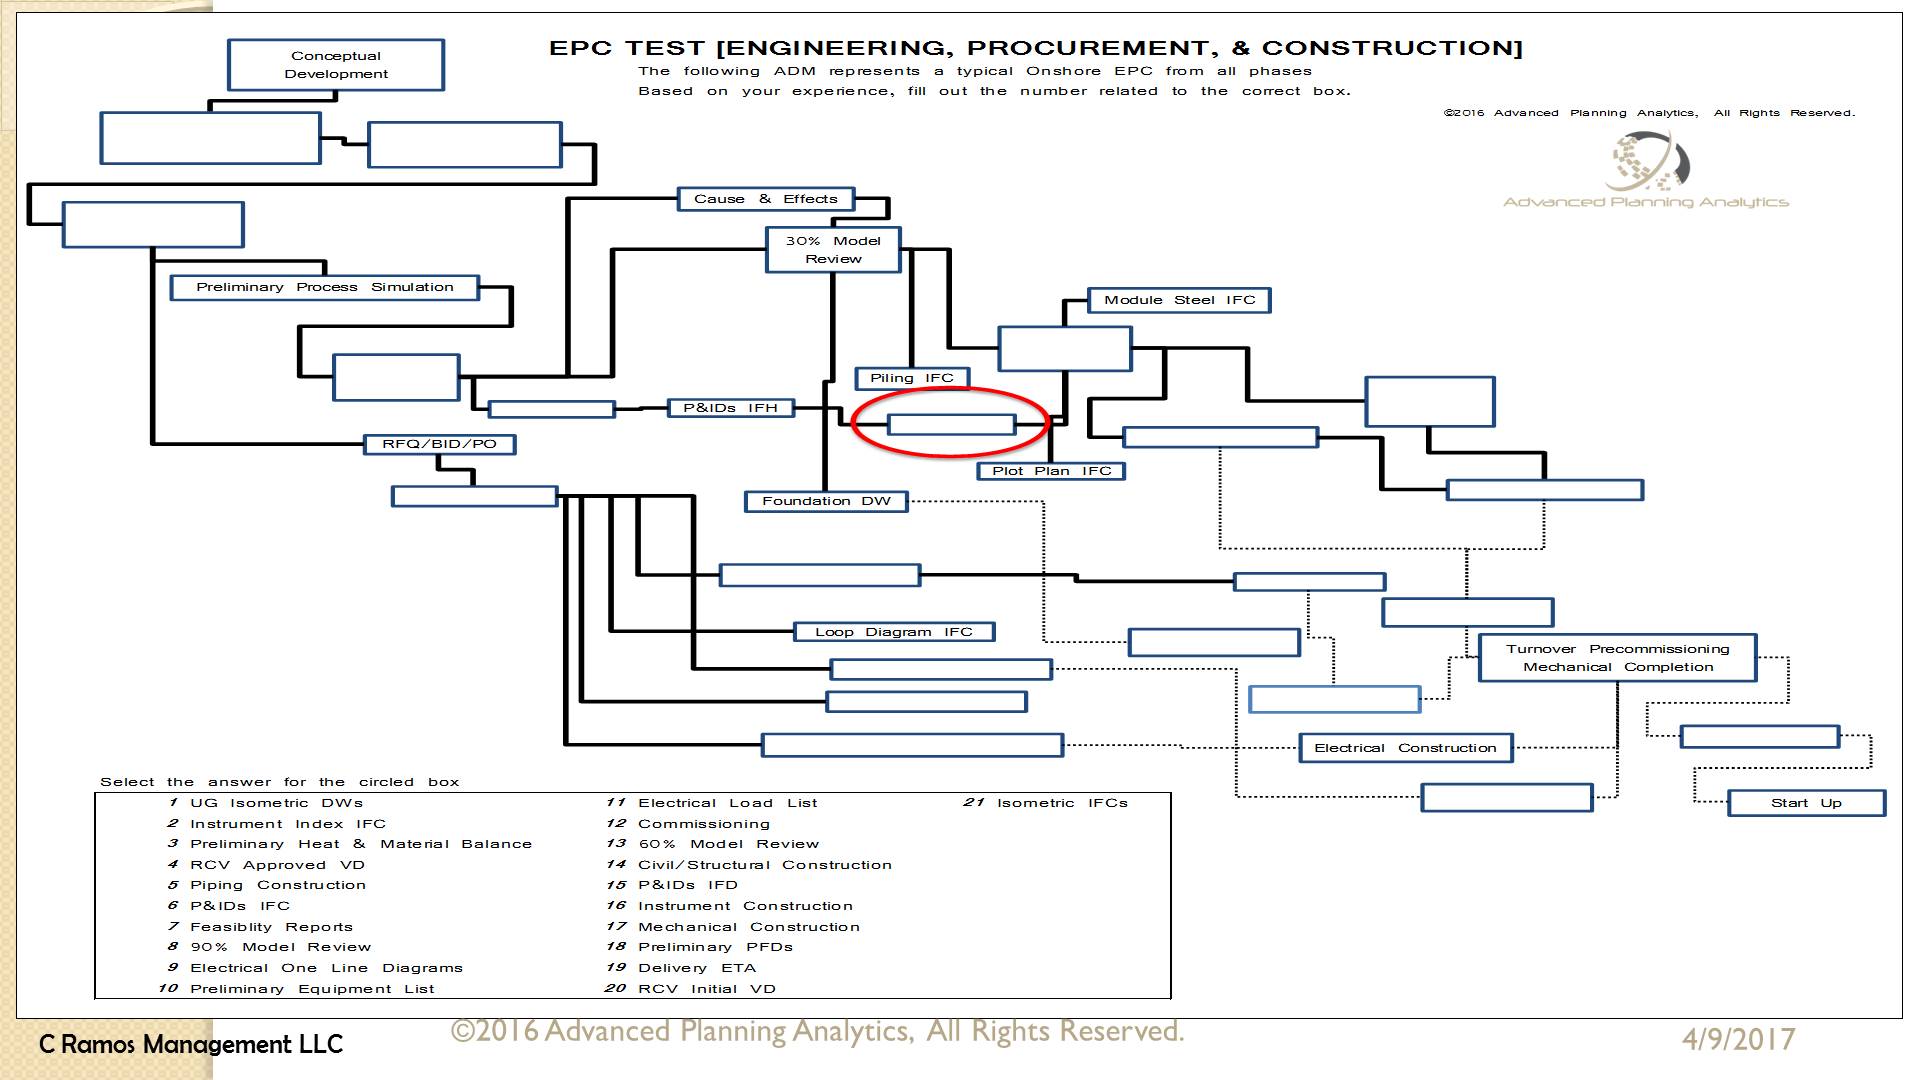 EPC TEST [ENGINEERING, PROCUREMENT, & CONSTRUCTION]
The following ADM represents a typical Onshore EPC from all phases
Based on your experience, fill out the number related to the correct box.
©2016 Advanced Planning Analytics, All Rights Reserved.
Advanced Planning Analytics
Conceptual
Development
Cause & Effects
30% Model
Review
Preliminary Process Simulation
Module Steel IFC
Piling IFC
P&IDs IFH
RFQ/BID/PO
Plot Plan IFC
Foundation DW
Loop Diagram IFC
Turnover Precommissioning
Mechanical Completion
Electrical Construction
Start Up
Select the answer for the circled box
1 UG Isometric DWs
2 Instrument Index IFC
3 Preliminary Heat & Material Balance
4 RCV Approved VD
5 Piping Construction
6 P&IDs IFC
7 Feasiblity Reports
8 90% Model Review
9 Electrical One Line Diagrams
10 Preliminary Equipment List
11 Electrical Load List
12 Commissioning
13 60% Model Review
14 Civil/Structural Construction
15 P&IDs IFD
16 Instrument Construction
17 Mechanical Construction
18 Preliminary PFDs
19 Delivery ETA
20 RCV Initial VD
21 Isometric IFCs
C Ramos Management LLC
©2016 Advanced Planning Analytics, All Rights Reserved.
4/9/2017